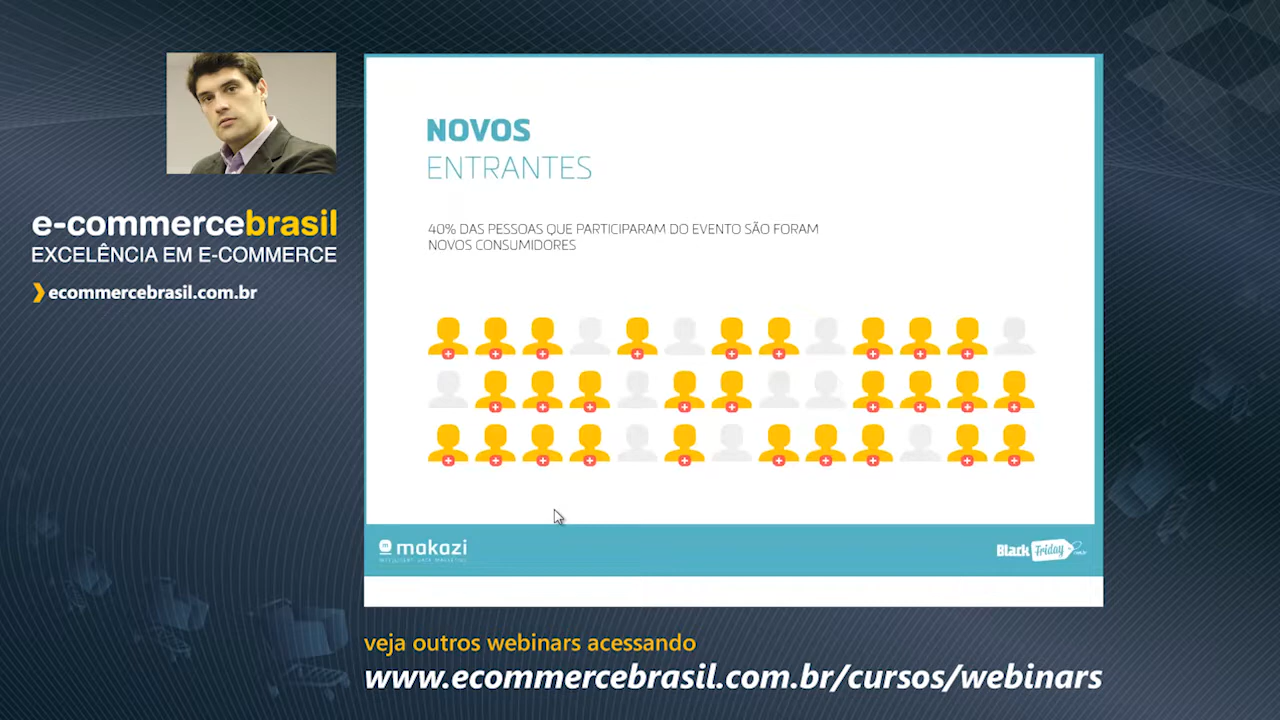 NOVOS
ENTRANTES
40% DAS PESSOAS QUE PARTICIPARAM DO EVENTO SÃO FORAM
NOVOS CONSUMIDORES
e-commercebrasil
EXCELÊNCIA EM E-COMMERCE
ecommercebrasil.com.br
makazi
Black Friday
veja outros webinars acessando
www.ecommercebrasil.com.br/cursos/webinars